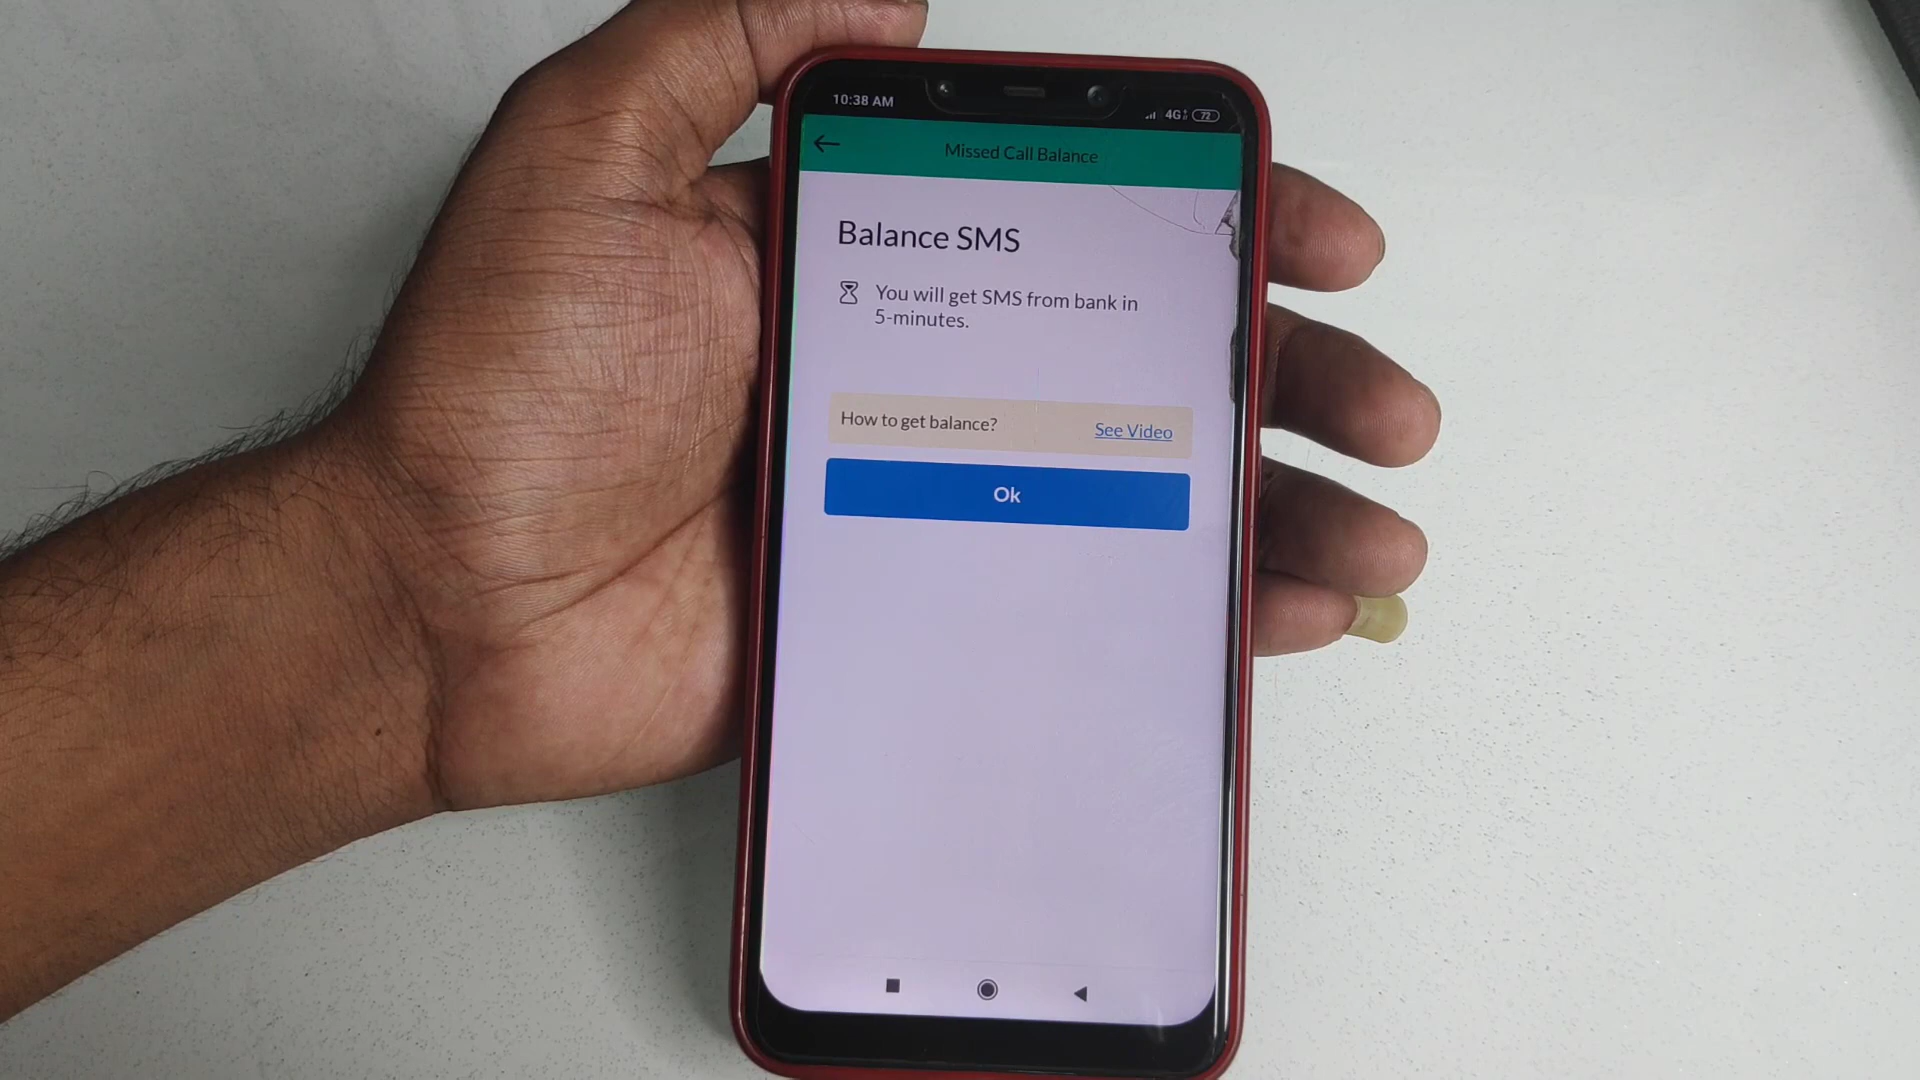 10:38 AM
4G
72
Missed Call Balance
Balance SMS
You will get SMS from bank in
5-minutes.
How to get balance?
See Video
Ok